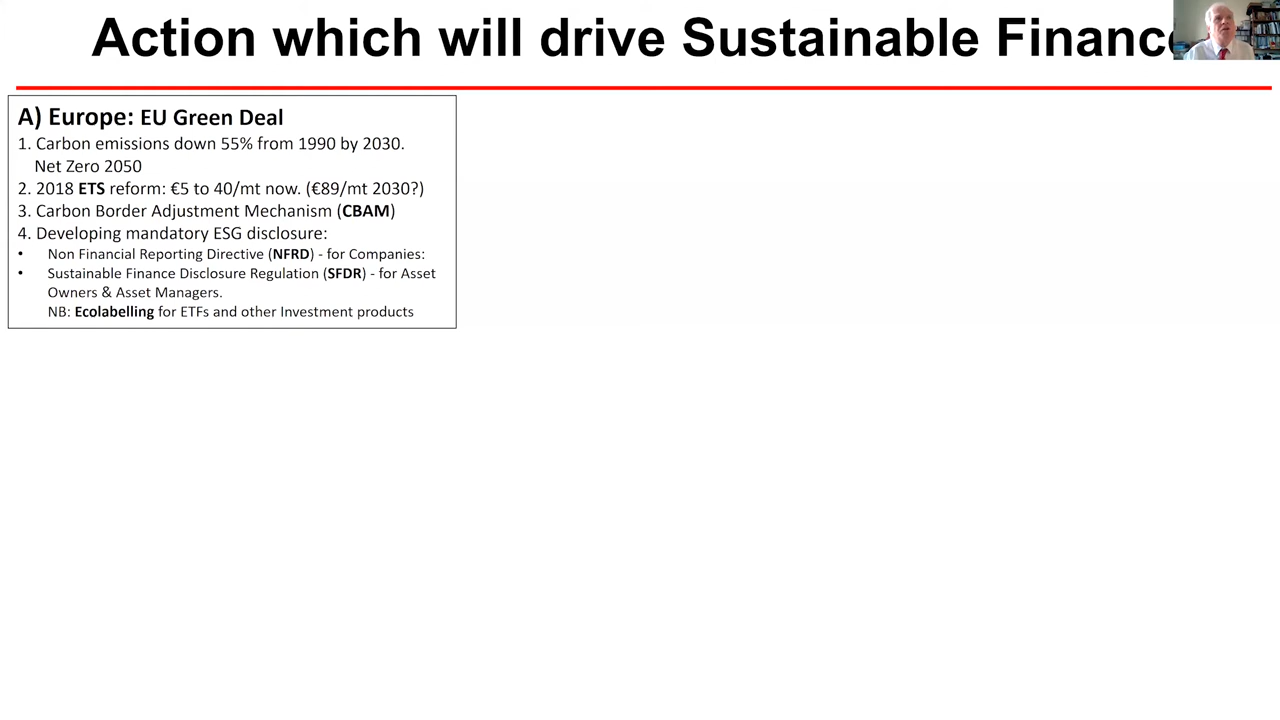 Action which will drive Sustainable Financ
A) Europe: EU Green Deal
1. Carbon emissions down 55% from 1990 by 2030.
Net Zero 2050
2. 2018 ETS reform: €5 to 40/mt now. (€89/mt 2030?)
3. Carbon Border Adjustment Mechanism (CBAM)
4. Developing mandatory ESG disclosure:
• Non Financial Reporting Directive (NFRD) - for Companies:
• Sustainable Finance Disclosure Regulation (SFDR) - for Asset
Owners & Asset Managers.
NB: Ecolabelling for ETFs and other Investment products